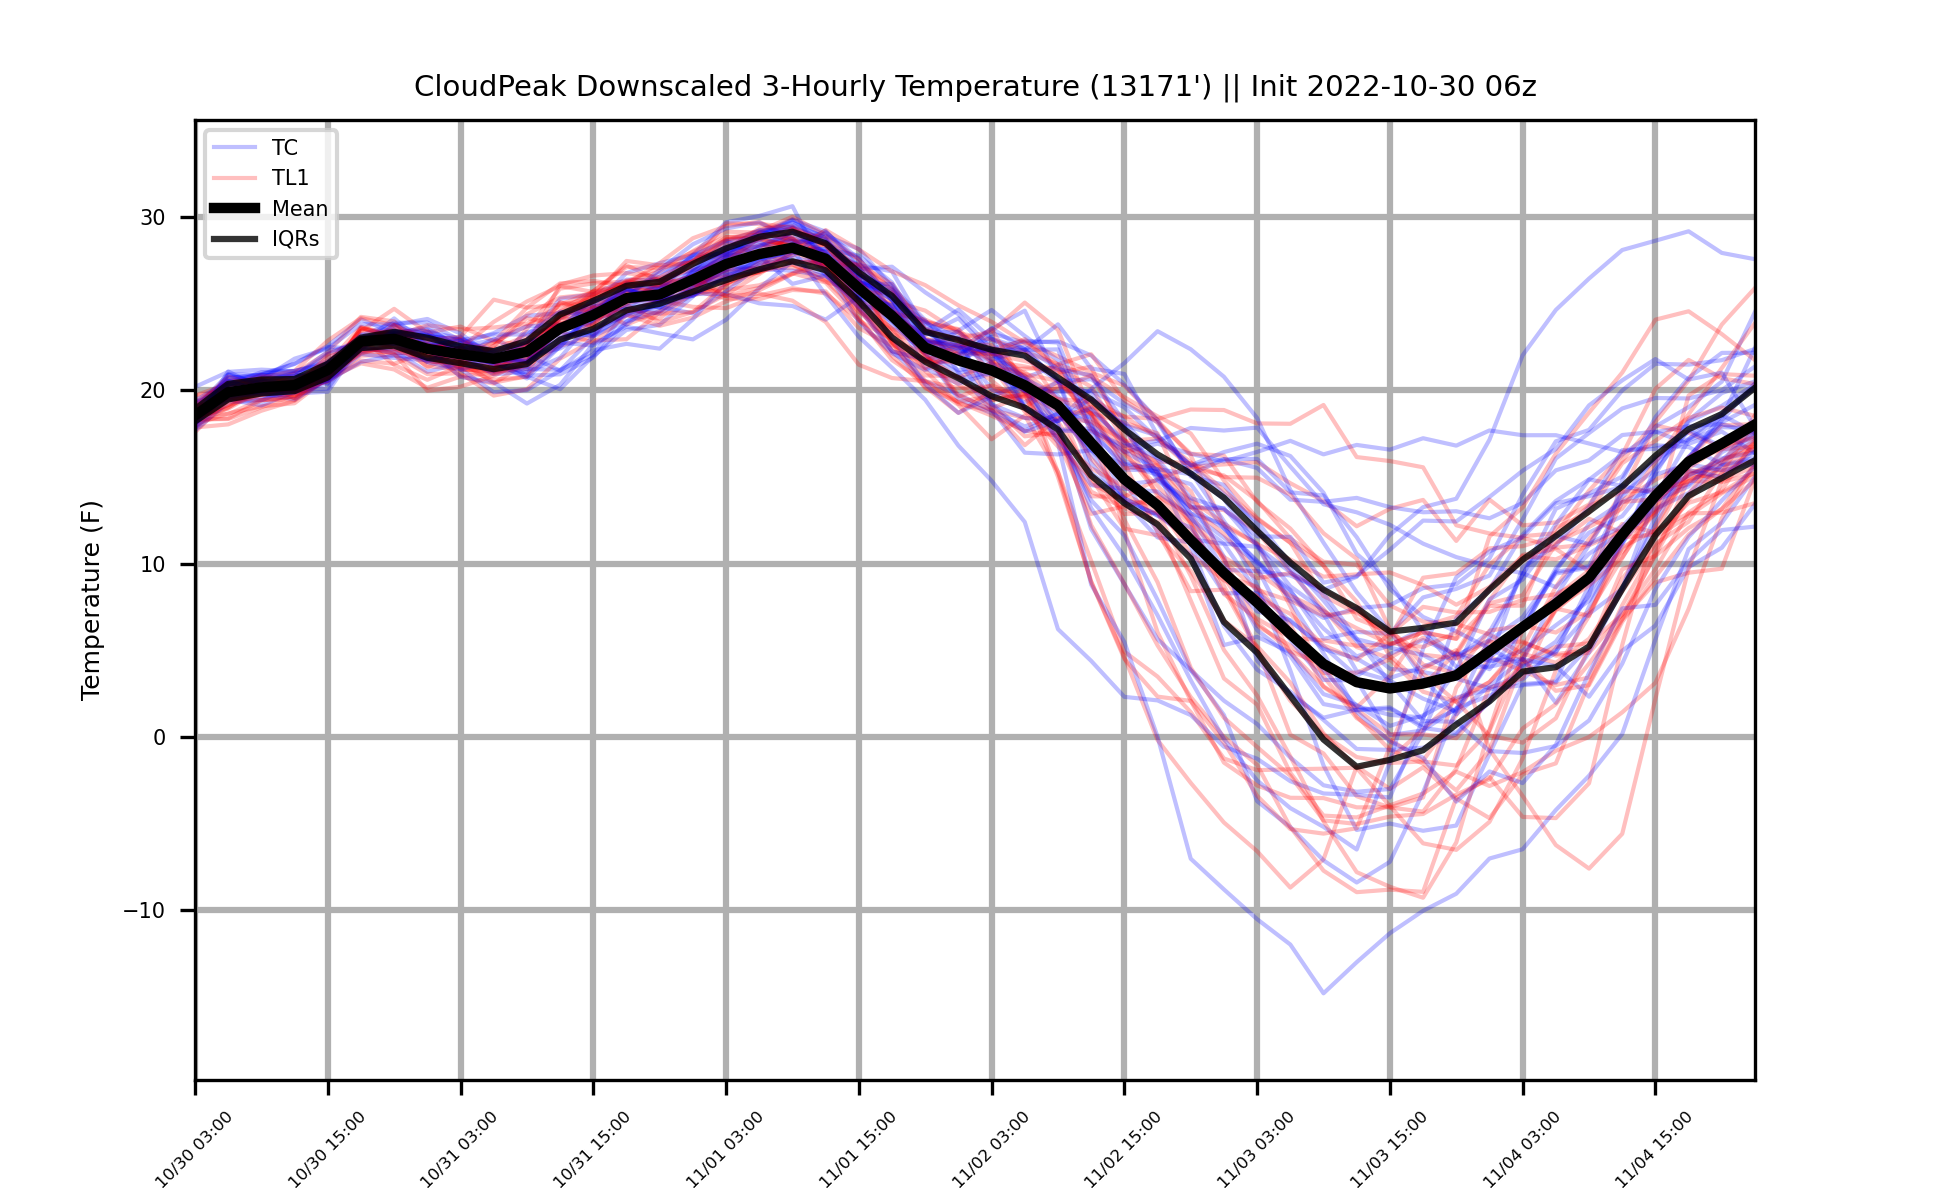 CloudPeak Downscaled 3-Hourly Temperature (13171') || Init 2022-10-30 06z
TC
TL1
Mean
IQRs
Temperature (F)
30
20
10
0
−10
10/30 03:00
10/30 15:00
10/31 03:00
10/31 15:00
11/01 03:00
11/01 15:00
11/02 03:00
11/02 15:00
11/03 03:00
11/03 15:00
11/04 03:00
11/04 15:00